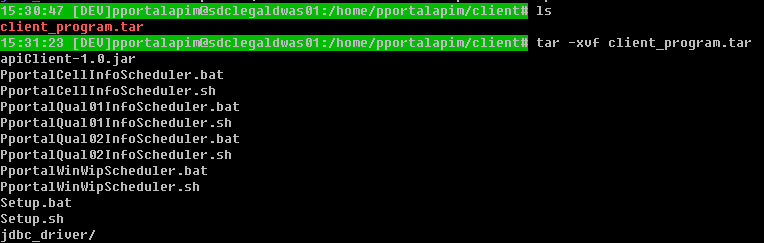 15:30:47 [DEV]pportalapim@sdclegaldwas01:/home/pportalapim/client# ls
client_program.tar
15:31:23 [DEV]pportalapim@sdclegaldwas01:/home/pportalapim/client# tar -xvf client_program.tar
apiClient-1.0.jar
PportalCellInfoScheduler.bat
PportalCellInfoScheduler.sh
PportalQual01InfoScheduler.bat
PportalQual01InfoScheduler.sh
PportalQual02InfoScheduler.bat
PportalQual02InfoScheduler.sh
PportalWinWipScheduler.bat
PportalWinWipScheduler.sh
Setup.bat
Setup.sh
jdbc_driver/